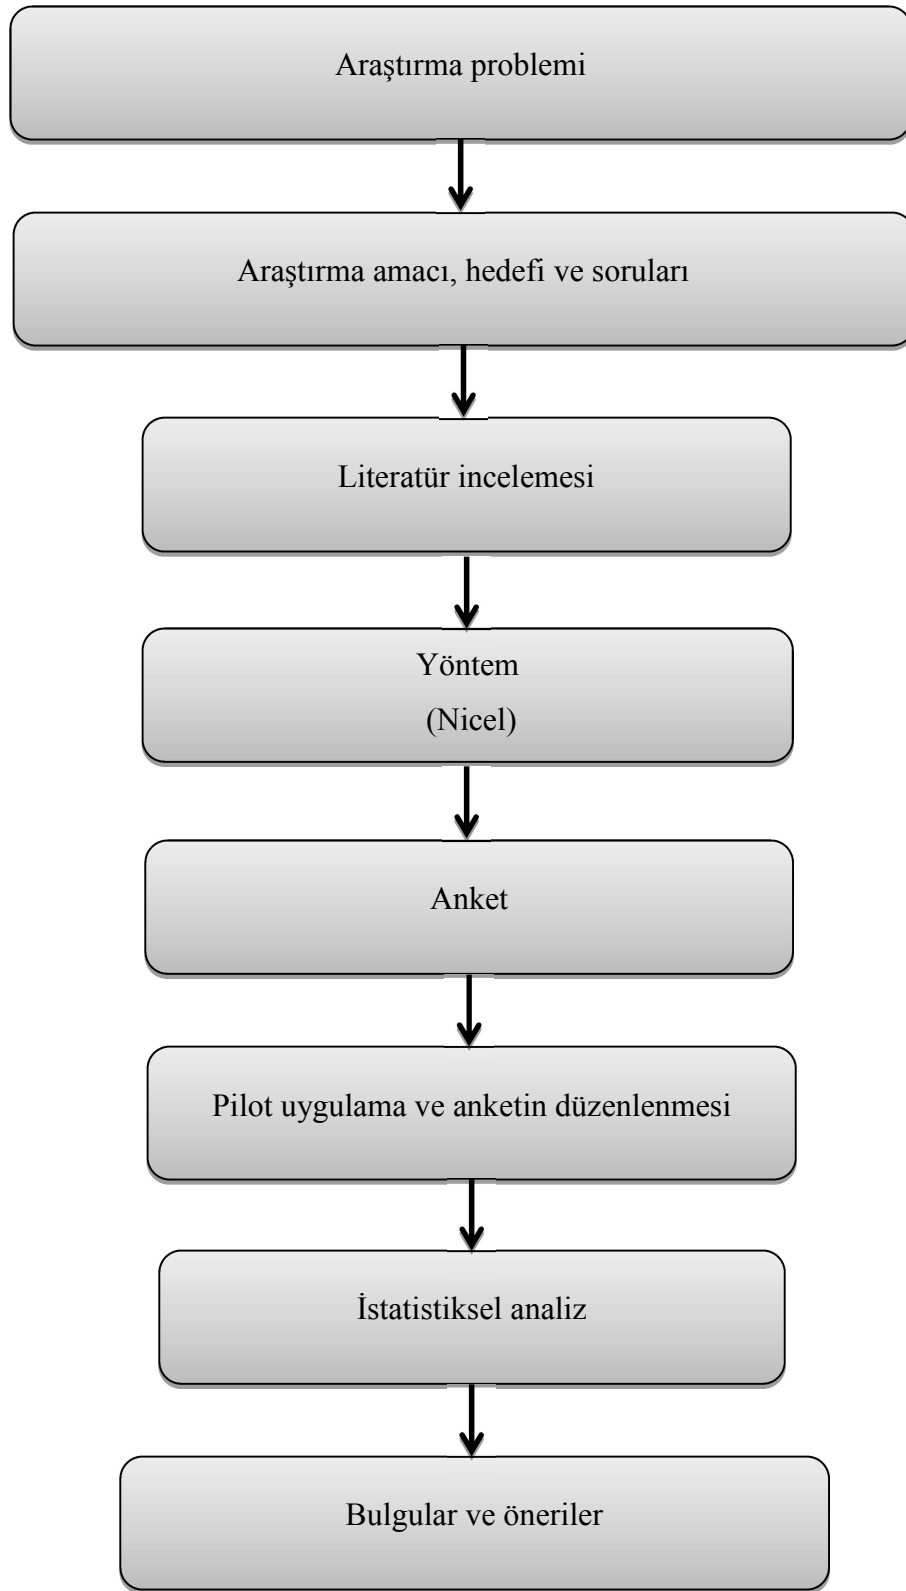 Araştırma problemi
Araştırma amacı, hedefi ve soruları
Literatür incelemesi
Yöntem
(Nicel)
Anket
Pilot uygulama ve anketin düzenlenmesi
İstatistiksel analiz
Bulgular ve öneriler